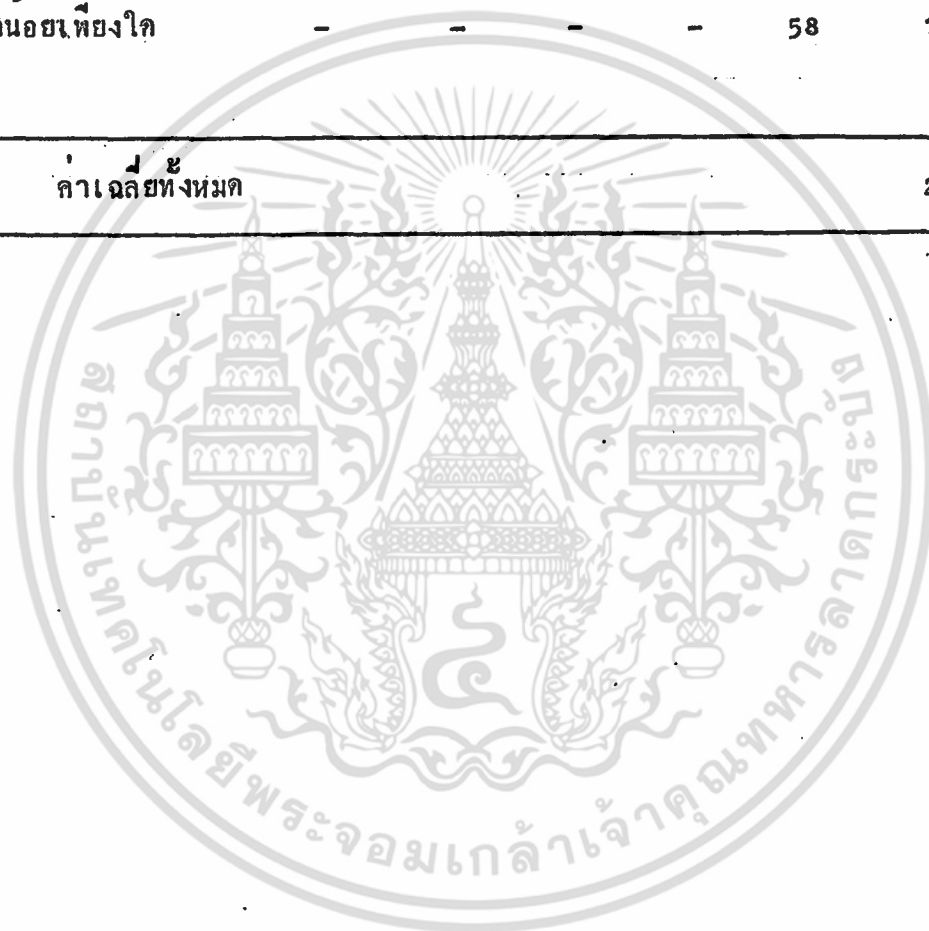 นอยเพียงใด - - - - 58
ค่าเฉลี่ยทั้งหมด 2
สถาบันเทคโนโลยีพระจอมเกล้าเจ้าคุณทหารลาดกระบัง
๔